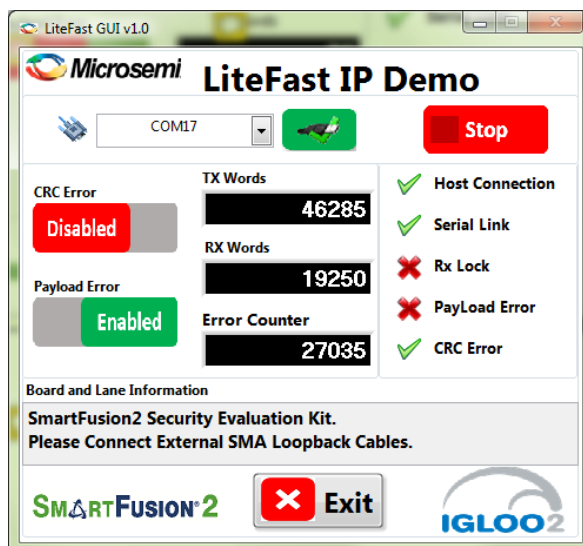 LiteFast GUI v1.0
Microsemi
LiteFast IP Demo
COM17
Stop
CRC Error
Disabled
Payload Error
Enabled
TX Words
46285
RX Words
19250
Error Counter
27035
Host Connection
Serial Link
Rx Lock
PayLoad Error
CRC Error
Board and Lane Information
SmartFusion2 Security Evaluation Kit.
Please Connect External SMA Loopback Cables.
SMARTFUSION®2
Exit
IGLOO2